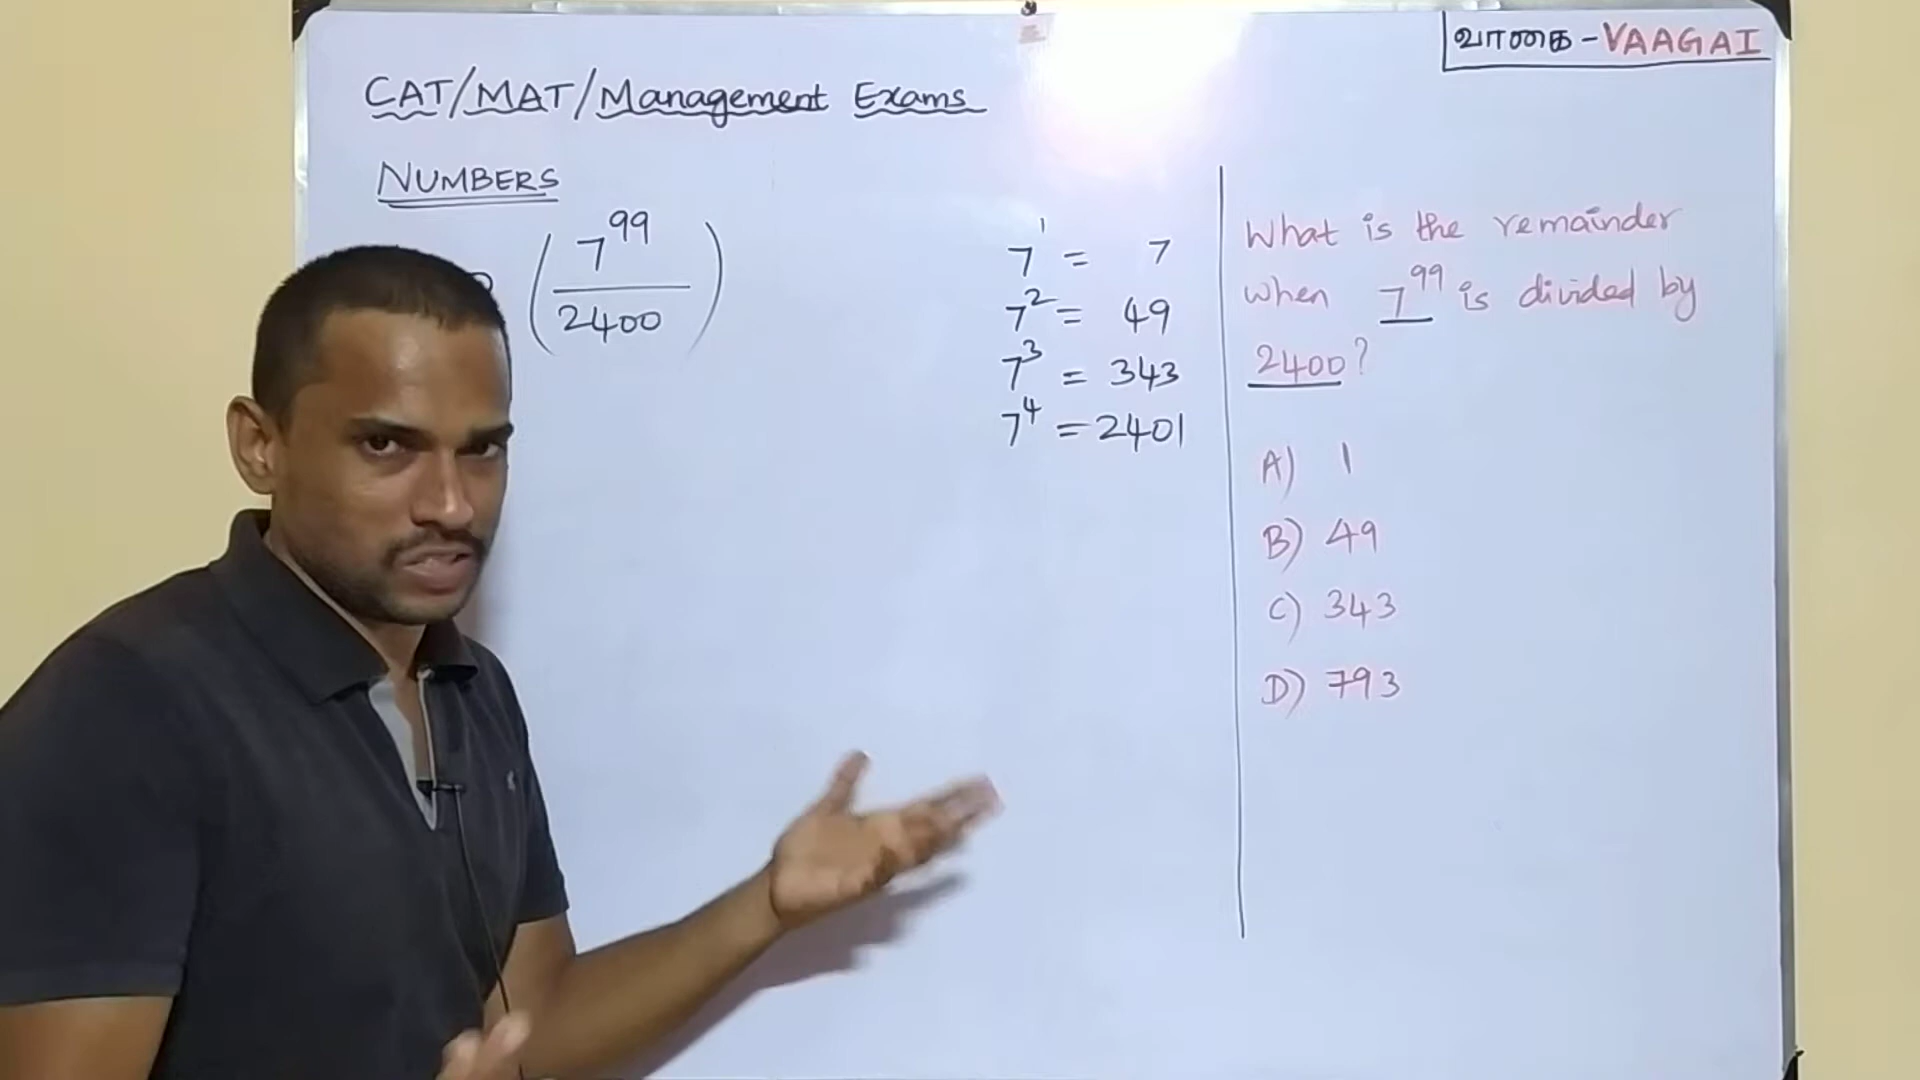 வாகை - VAAGAI
CAT/MAT/Management Exams
NUMBERS
7^99
2400
7^1 = 7
7^2 = 49
7^3 = 343
7^4 = 2401
What is the remainder
when 7^99 is divided by
2400?
A) 1
B) 49
C) 343
D) 793